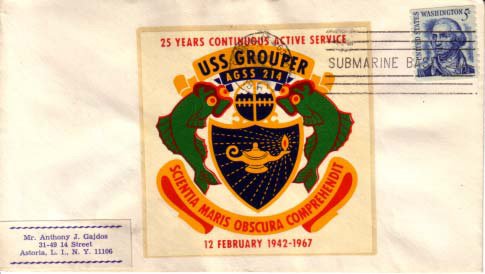 25 YEARS CONTINUOUS ACTIVE SERVICE
USS GROUPER
AGSS 214
SCIENTIA MARIS OBSCURA COMPREHENDIT
12 FEBRUARY 1942-1967
UNITED STATES
WASHINGTON 5c
SUBMARINE BASE
Mr. Anthony J. Gajdos
31-49 14 Street
Astoria, L. I., N. Y. 11106